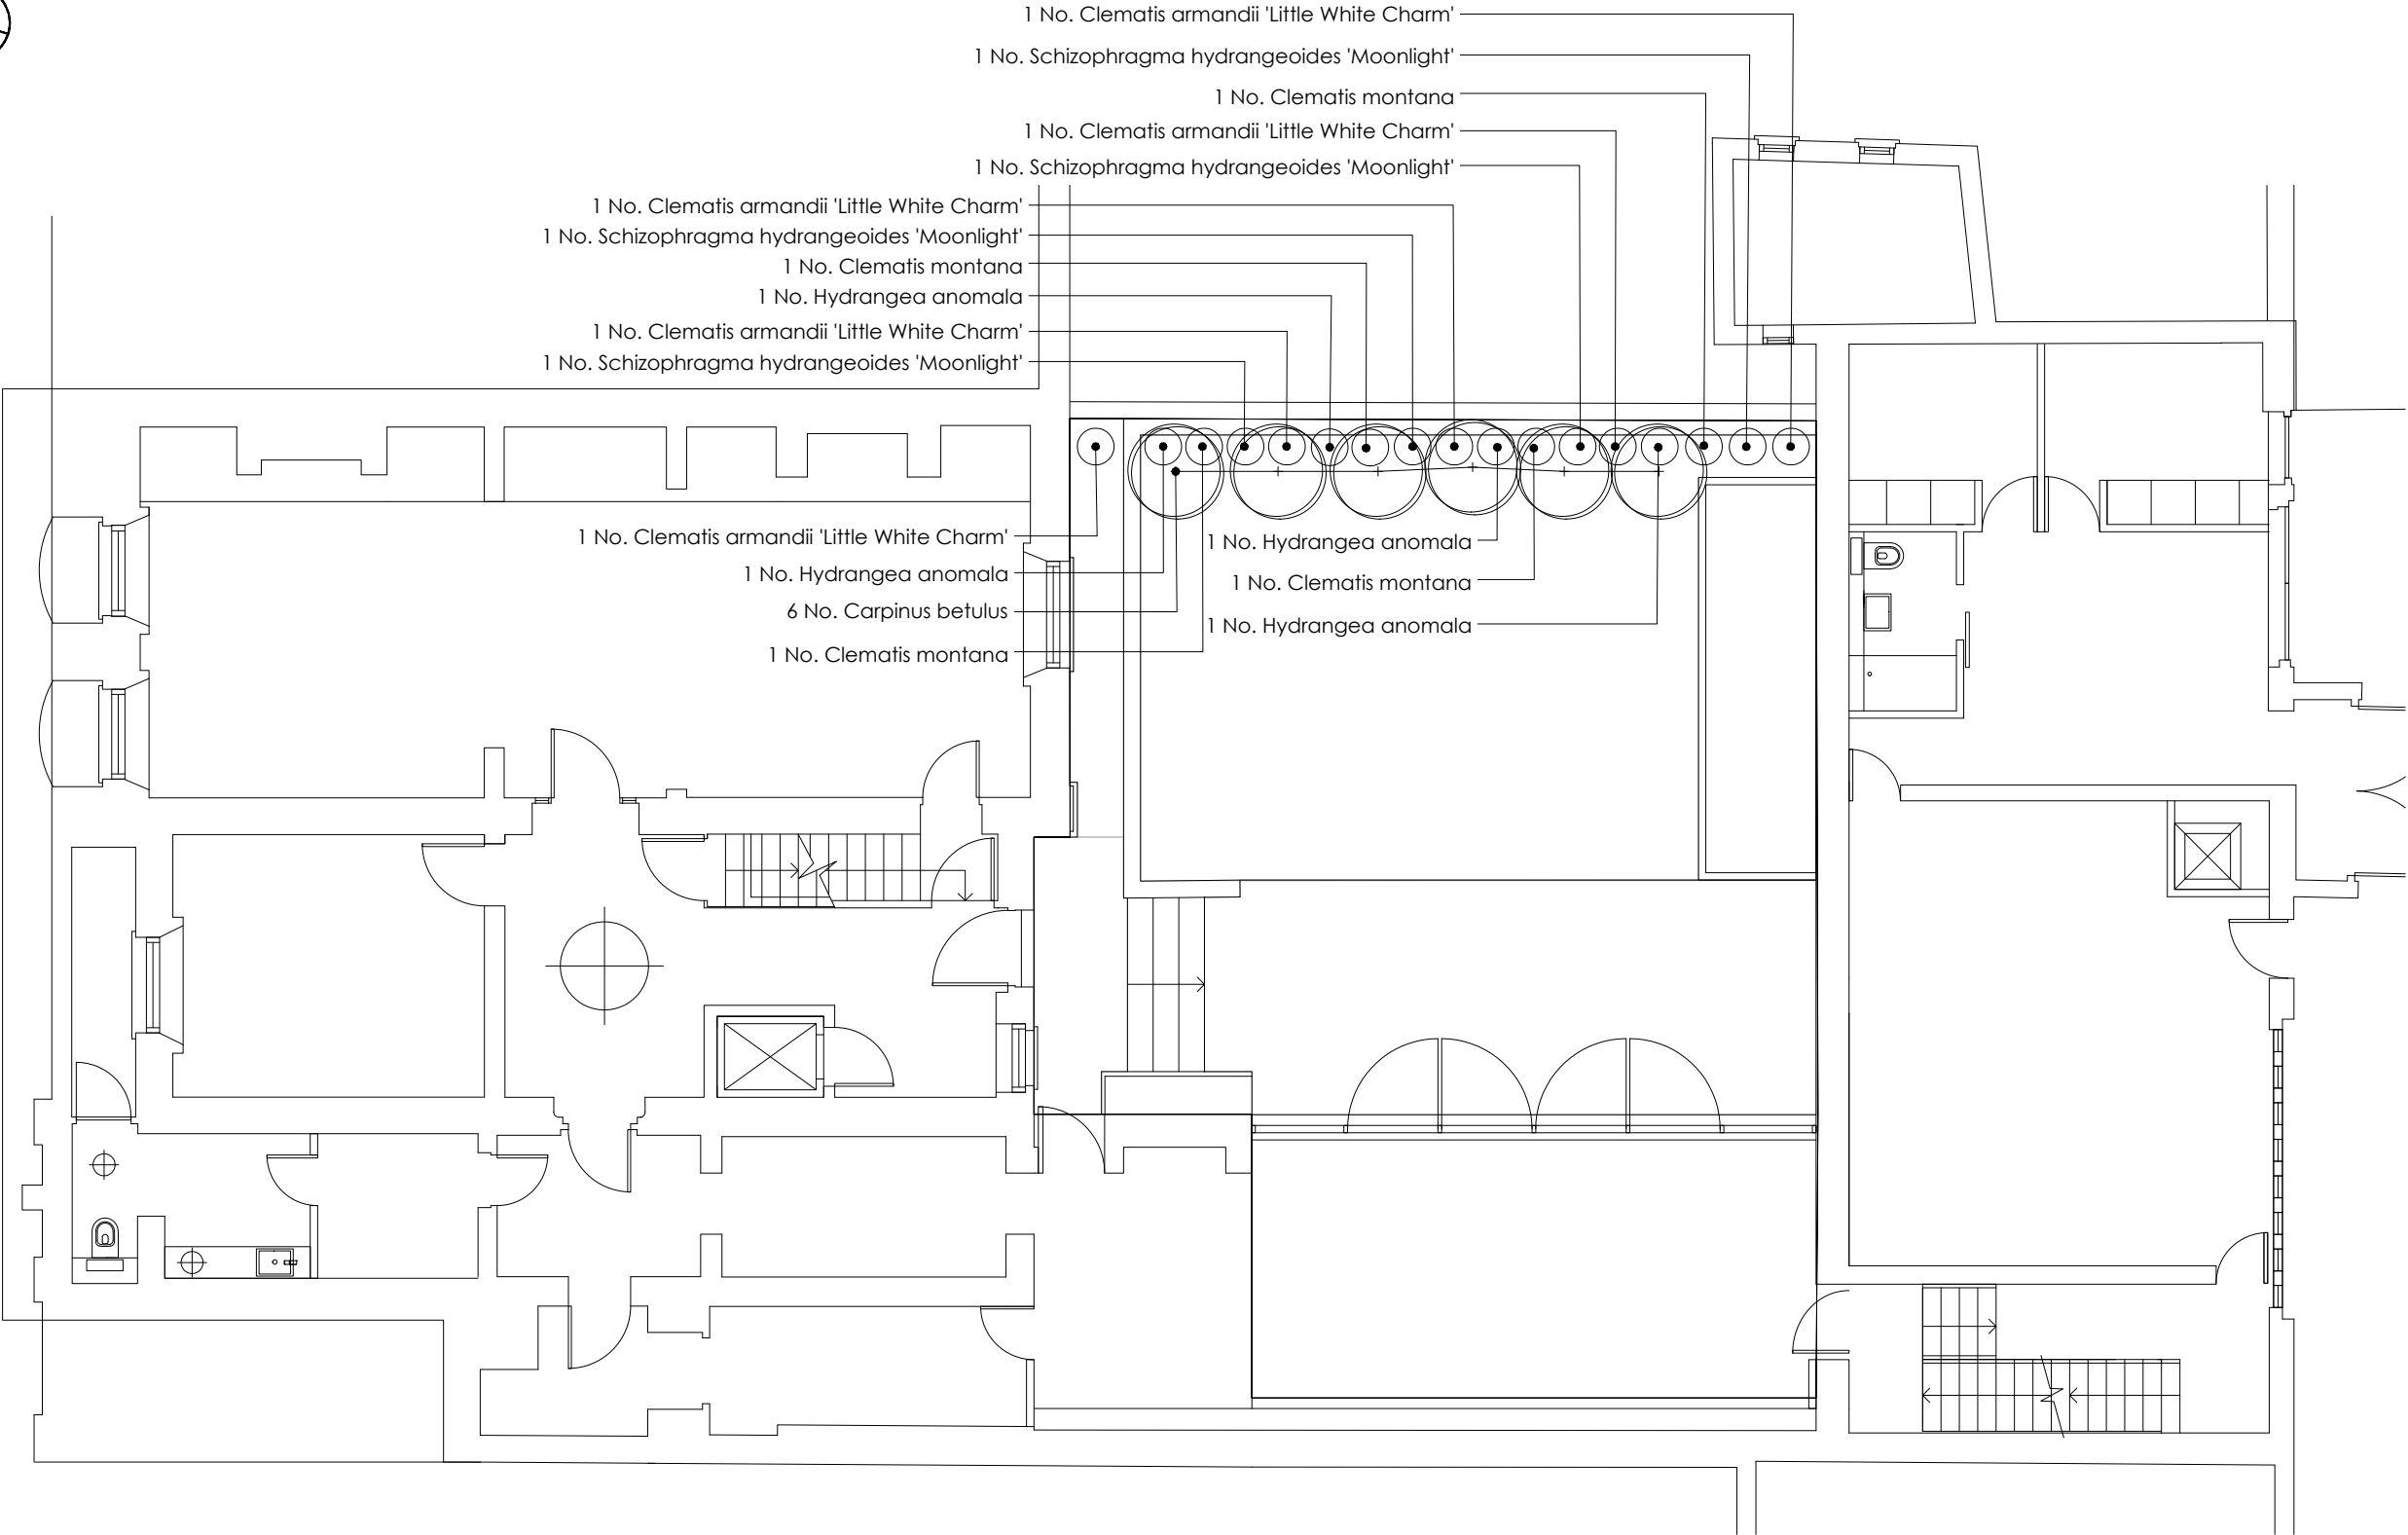 1 No. Clematis armandii 'Little White Charm'
1 No. Schizophragma hydrangeoides 'Moonlight'
1 No. Clematis montana
1 No. Clematis armandii 'Little White Charm'
1 No. Schizophragma hydrangeoides 'Moonlight'
1 No. Clematis armandii 'Little White Charm'
1 No. Schizophragma hydrangeoides 'Moonlight'
1 No. Clematis montana
1 No. Hydrangea anomala
1 No. Clematis armandii 'Little White Charm'
1 No. Schizophragma hydrangeoides 'Moonlight'
1 No. Clematis armandii 'Little White Charm'
1 No. Hydrangea anomala
6 No. Carpinus betulus
1 No. Clematis montana
1 No. Hydrangea anomala
1 No. Clematis montana
1 No. Hydrangea anomala